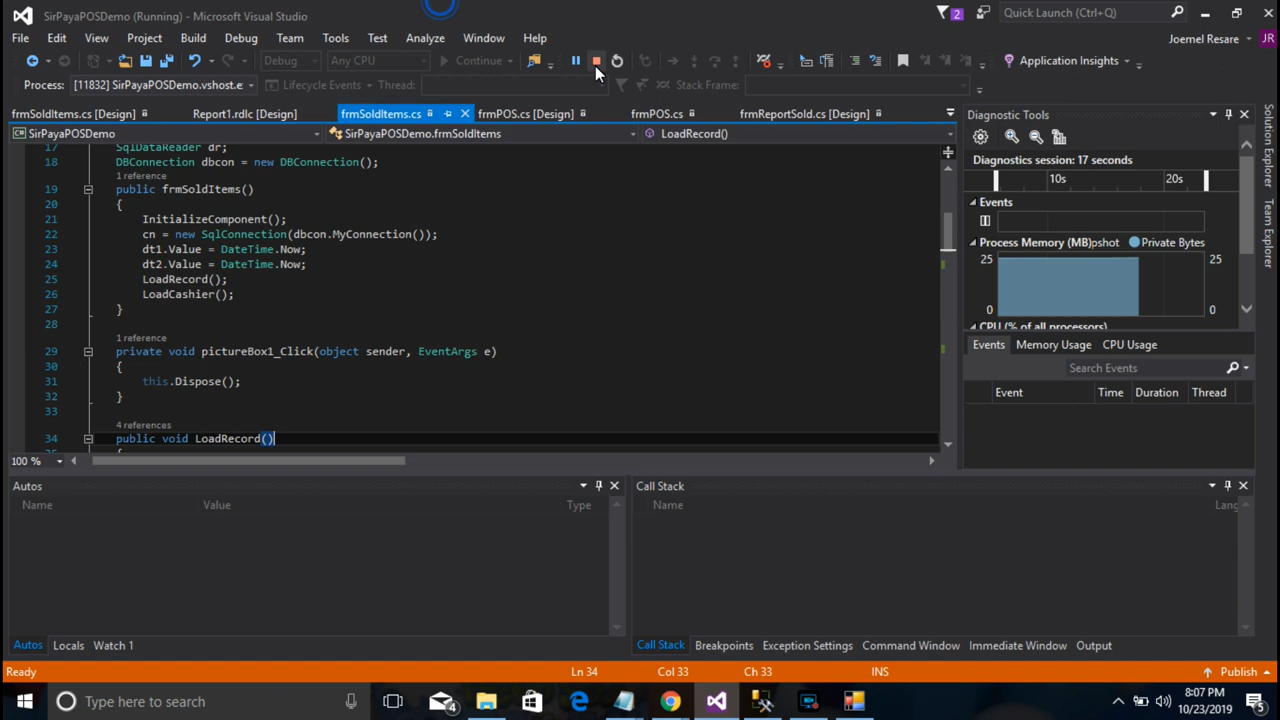 SirPayaPOSDemo (Running) - Microsoft Visual Studio
2
Quick Launch (Ctrl+Q)
File Edit View Project Build Debug Team Tools Test Analyze Window Help
Joemel Resare JR
Debug Any CPU Continue Application Insights
Process: [11832] SirPayaPOSDemo.vshost.e Lifecycle Events Thread: Stack Frame:
frmSoldItems.cs [Design] Report1.rdlc [Design] frmSoldItems.cs frmPOS.cs [Design] frmPOS.cs frmReportSold.cs [Design]
SirPayaPOSDemo SirPayaPOSDemo.frmSoldItems LoadRecord()
17 SqlDataReader dr;
18 DBConnection dbcon = new DBConnection();
1 reference
19 public frmSoldItems()
20 {
21 InitializeComponent();
22 cn = new SqlConnection(dbcon.MyConnection());
23 dt1.Value = DateTime.Now;
24 dt2.Value = DateTime.Now;
25 LoadRecord();
26 LoadCashier();
27 }
28
1 reference
29 private void pictureBox1_Click(object sender, EventArgs e)
30 {
31 this.Dispose();
32 }
33
4 references
34 public void LoadRecord()
{
100 %
Diagnostic Tools
Diagnostics session: 17 seconds
10s 20s
Events
Process Memory (MB)pshot Private Bytes
25 25
0 0
CPU (% of all processors)
Events Memory Usage CPU Usage
Search Events
Event Time Duration Thread
Solution Explorer
Team Explorer
Autos
Name Value Type
Autos Locals Watch 1
Call Stack
Name Lang
Call Stack Breakpoints Exception Settings Command Window Immediate Window Output
Ready Ln 34 Col 33 Ch 33 INS Publish
Type here to search
4
8:07 PM
10/23/2019
5